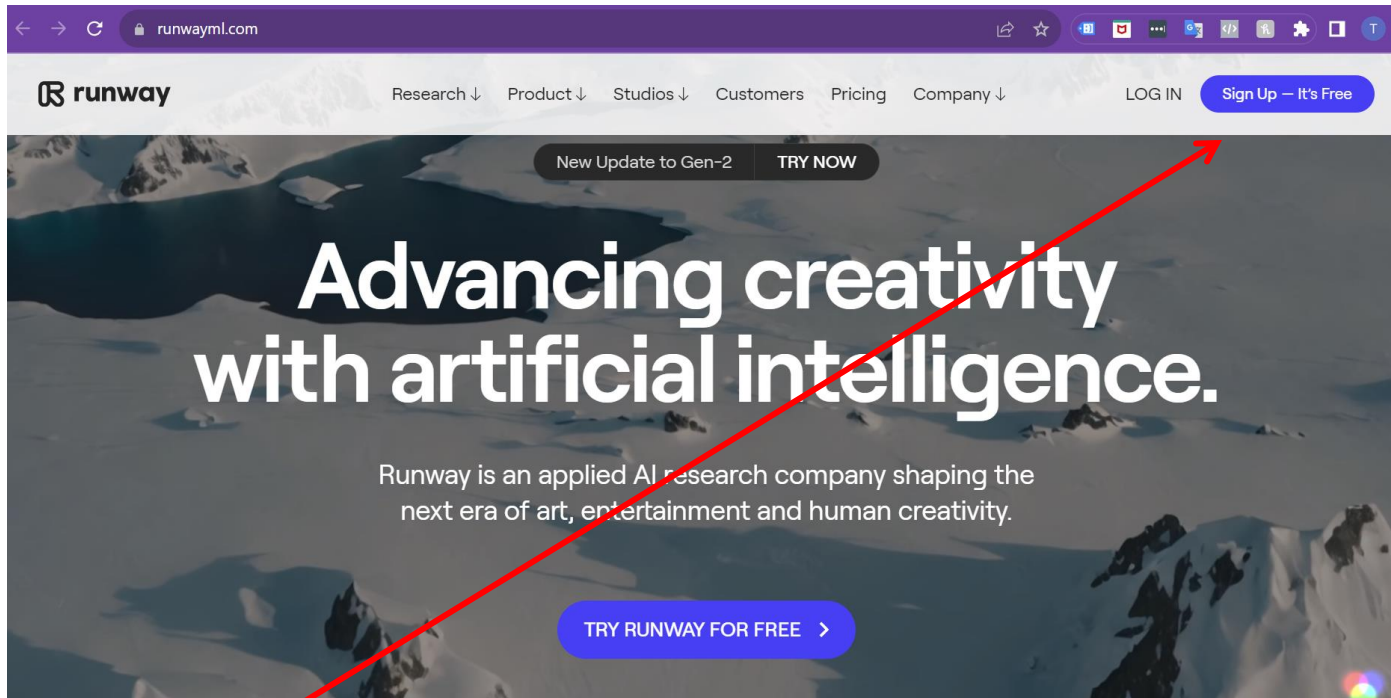 runwayml.com
T
runway
Research ↓ Product ↓ Studios ↓ Customers Pricing Company ↓ LOG IN Sign Up — It's Free
New Update to Gen-2 TRY NOW
Advancing creativity
with artificial intelligence.
Runway is an applied AI research company shaping the
next era of art, entertainment and human creativity.
TRY RUNWAY FOR FREE >